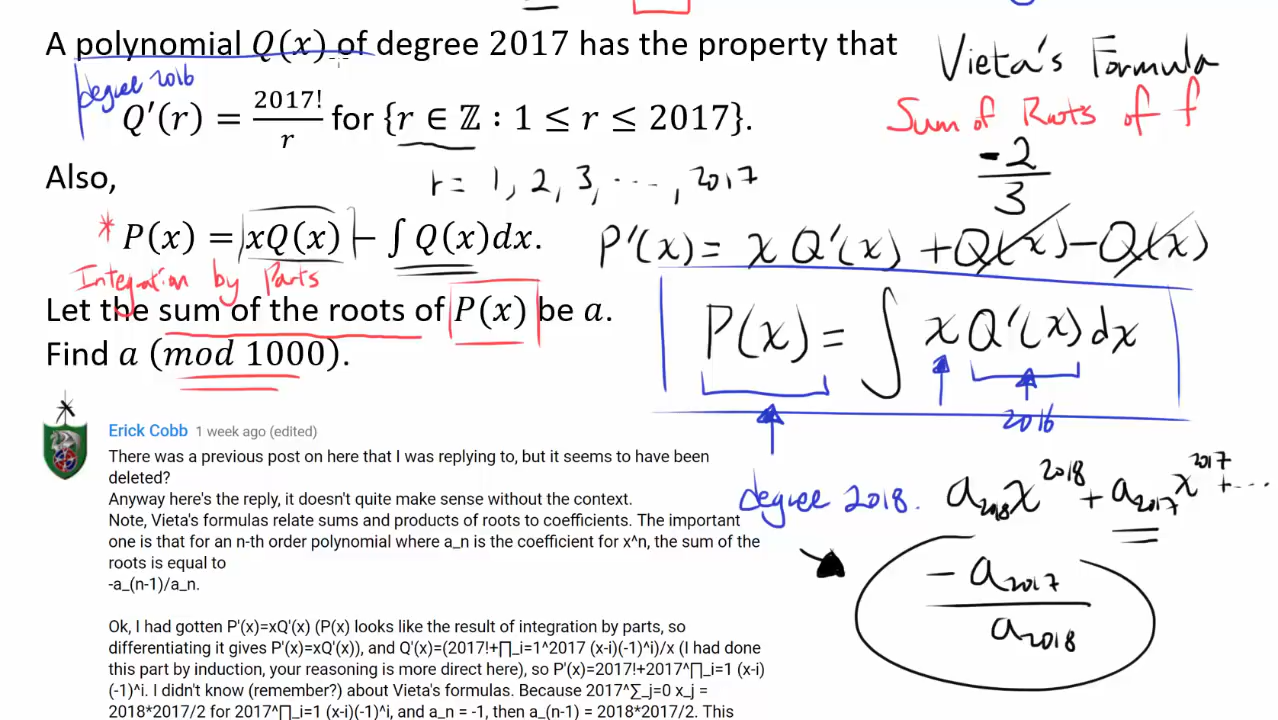 A polynomial Q(x) of degree 2017 has the property that
degree 2016
Q'(r) = 2017!/r for {r ∈ ℤ : 1 ≤ r ≤ 2017}.
Also,
r = 1, 2, 3, ..., 2017
* P(x) = xQ(x) − ∫ Q(x)dx.
Integration by Parts
Let the sum of the roots of P(x) be a.
Find a (mod 1000).
Vieta's Formula
Sum of Roots of f
-2/3
P'(x) = x Q'(x) + Q(x) − Q(x)
P(x) = ∫ x Q'(x) dx
2016
degree 2018. a₂₀₁₈x²⁰¹⁸ + a₂₀₁₇x²⁰¹⁷ + ...
−a₂₀₁₇
a₂₀₁₈
*
Erick Cobb 1 week ago (edited)
There was a previous post on here that I was replying to, but it seems to have been
deleted?
Anyway here's the reply, it doesn't quite make sense without the context.
Note, Vieta's formulas relate sums and products of roots to coefficients. The important
one is that for an n-th order polynomial where a_n is the coefficient for x^n, the sum of the
roots is equal to
-a_(n-1)/a_n.
Ok, I had gotten P'(x)=xQ'(x) (P(x) looks like the result of integration by parts, so
differentiating it gives P'(x)=xQ'(x)), and Q'(x)=(2017!+∏_i=1^2017 (x-i)(-1)^i)/x (I had done
this part by induction, your reasoning is more direct here), so P'(x)=2017!+2017^∏_i=1 (x-i)
(-1)^i. I didn't know (remember?) about Vieta's formulas. Because 2017^∑_j=0 x_j =
2018*2017/2 for 2017^∏_i=1 (x-i)(-1)^i, and a_n = -1, then a_(n-1) = 2018*2017/2. This